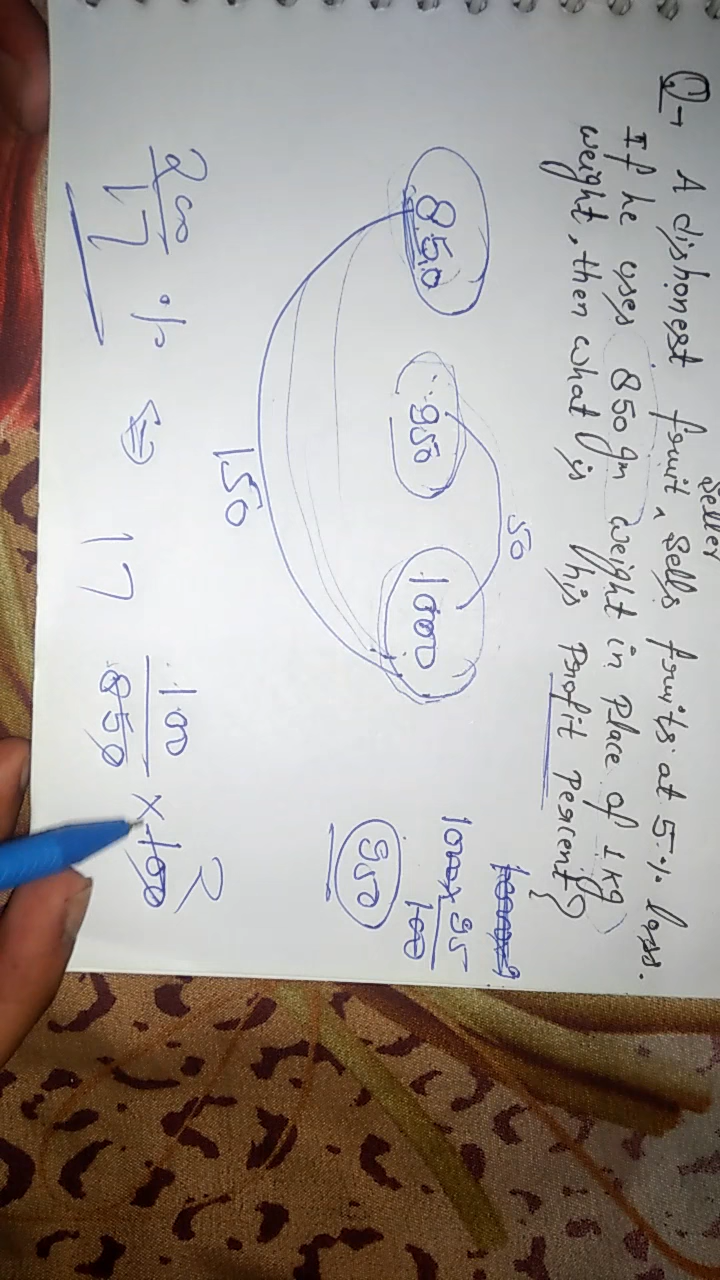 Q→ A dishonest fruit seller sells fruits at 5% loss.
If he uses 850 gm weight in place of 1 kg
weight, then what is his Profit Percent?
1000 × 95
100
950
50
850 950 1000
150
100
850 × 100 2
17
200
17 %